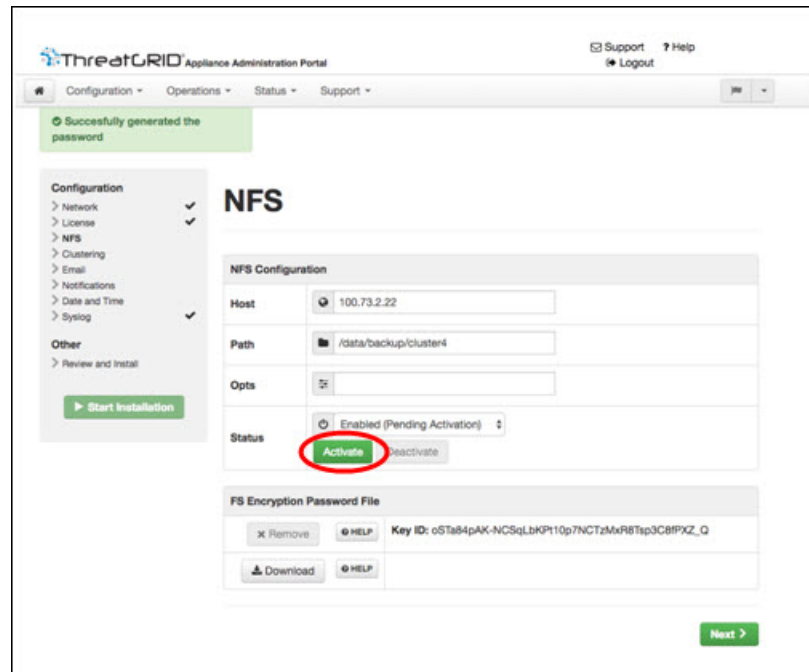 Support ? Help
ThreatGRID Appliance Administration Portal
Logout
Configuration Operations Status Support
Succesfully generated the
password
Configuration
Network
License
NFS
Clustering
Email
Notifications
Date and Time
Syslog
Other
Review and Install
Start Installation
NFS
NFS Configuration
Host 100.73.2.22
Path /data/backup/cluster4
Opts
Status Enabled (Pending Activation)
Activate Deactivate
FS Encryption Password File
Remove HELP Key ID: oSTa84pAK-NCSqLbKPt10p7NCTzMxR8Tsp3C8fPXZ_Q
Download HELP
Next